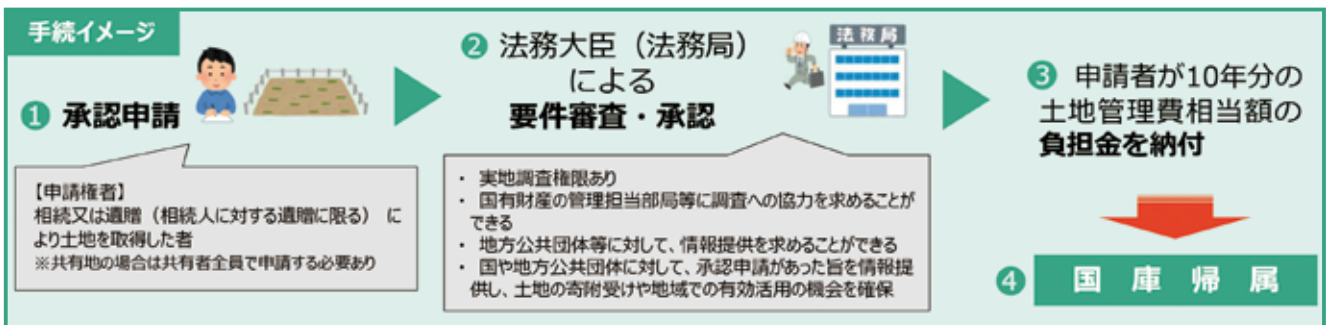 手続イメージ
❶ 承認申請
【申請権者】
相続又は遺贈（相続人に対する遺贈に限る） に
より土地を取得した者
※共有地の場合は共有者全員で申請する必要あり
❷ 法務大臣（法務局）
による
要件審査・承認
法務局
・ 実地調査権限あり
・ 国有財産の管理担当部局等に調査への協力を求めることが
できる
・ 地方公共団体等に対して、情報提供を求めることができる
・ 国や地方公共団体に対して、承認申請があった旨を情報提
供し、土地の寄附受けや地域での有効活用の機会を確保
❸ 申請者が10年分の
土地管理費相当額の
負担金を納付
❹ 国庫帰属